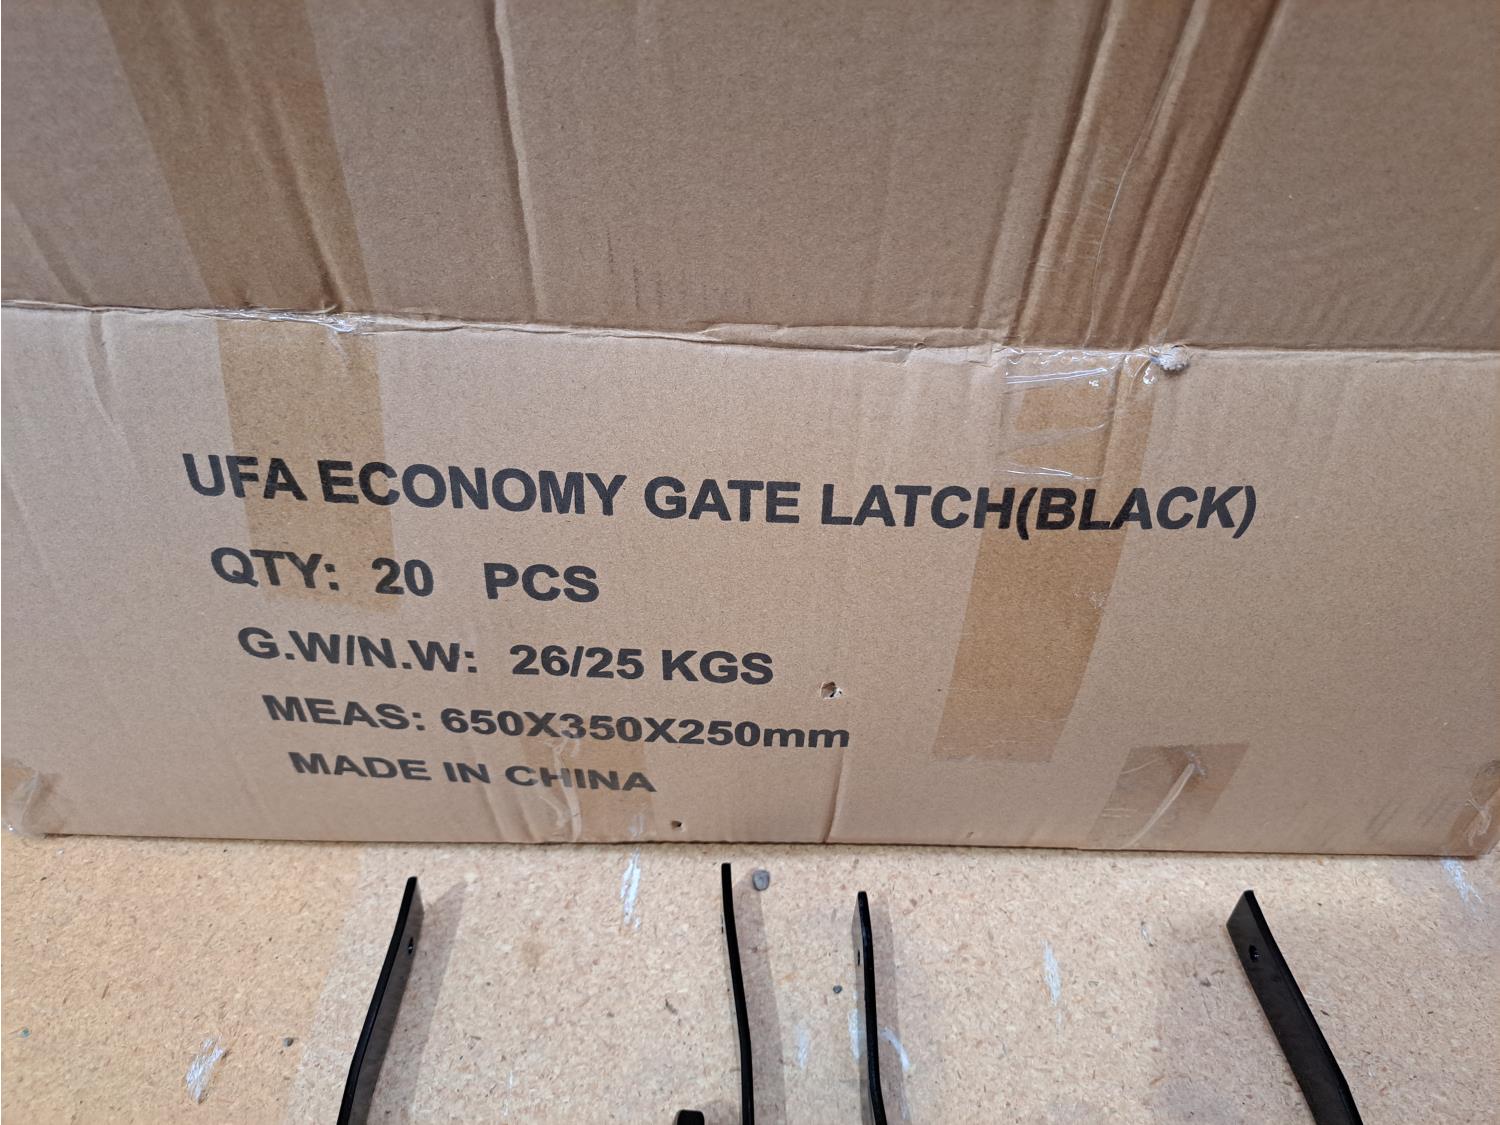 UFA ECONOMY GATE LATCH(BLACK)
QTY: 20 PCS
G.W/N.W: 26/25 KGS
MEAS: 650X350X250mm
MADE IN CHINA